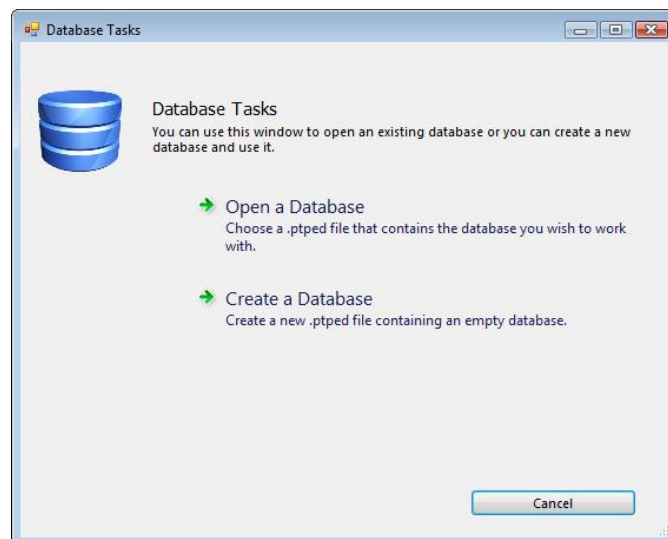 Database Tasks
Database Tasks
You can use this window to open an existing database or you can create a new
database and use it.
Open a Database
Choose a .ptped file that contains the database you wish to work
with.
Create a Database
Create a new .ptped file containing an empty database.
Cancel